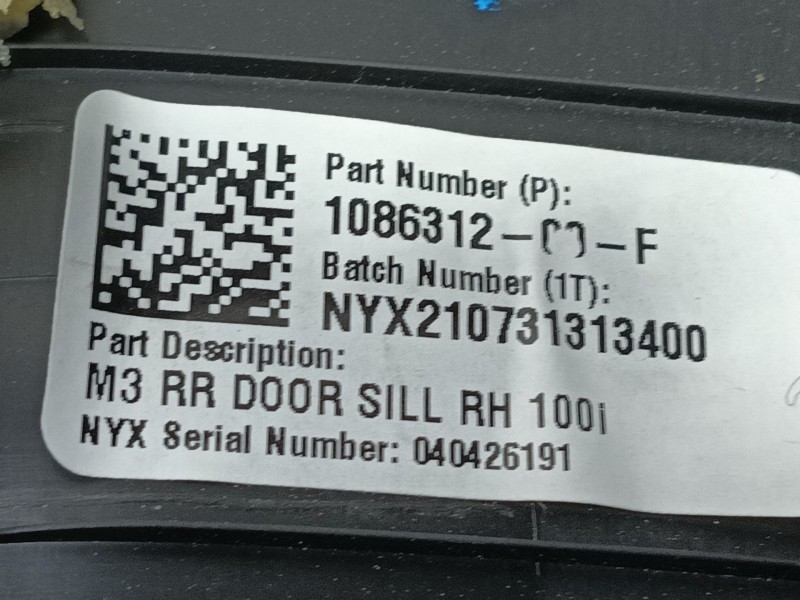 Part Number (P):
1086312-00-F
Batch Number (1T):
NYX210731313400
Part Description:
M3 RR DOOR SILL RH 100i
NYX Serial Number: 040426191